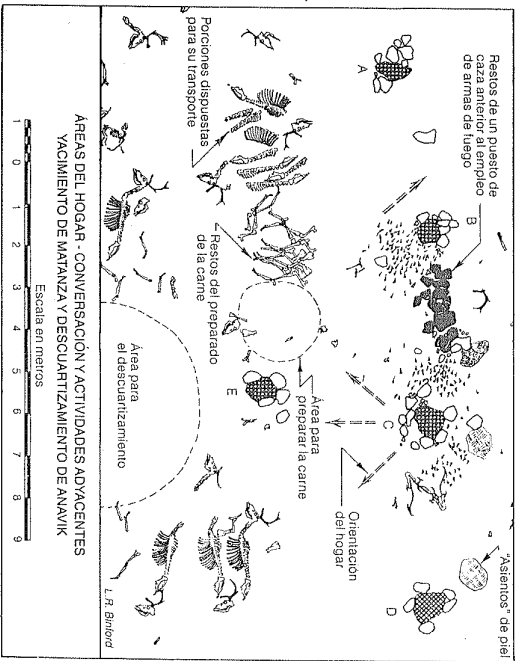 "Asientos" de piel
Restos de un puesto de
caza anterior al empleo
de armas de fuego
A
B
C
D
Orientación
del hogar
Área para
preparar la carne
E
Porciones dispuestas
para su transporte
Restos del preparado
de la carne
Área para
el descuartizamiento
L.R. Binford
ÁREAS DEL HOGAR - CONVERSACIÓN Y ACTIVIDADES ADYACENTES
YACIMIENTO DE MATANZA Y DESCUARTIZAMIENTO DE ANAVIK
1 0 1 2 3 4 5 6 7 8 9
Escala en metros